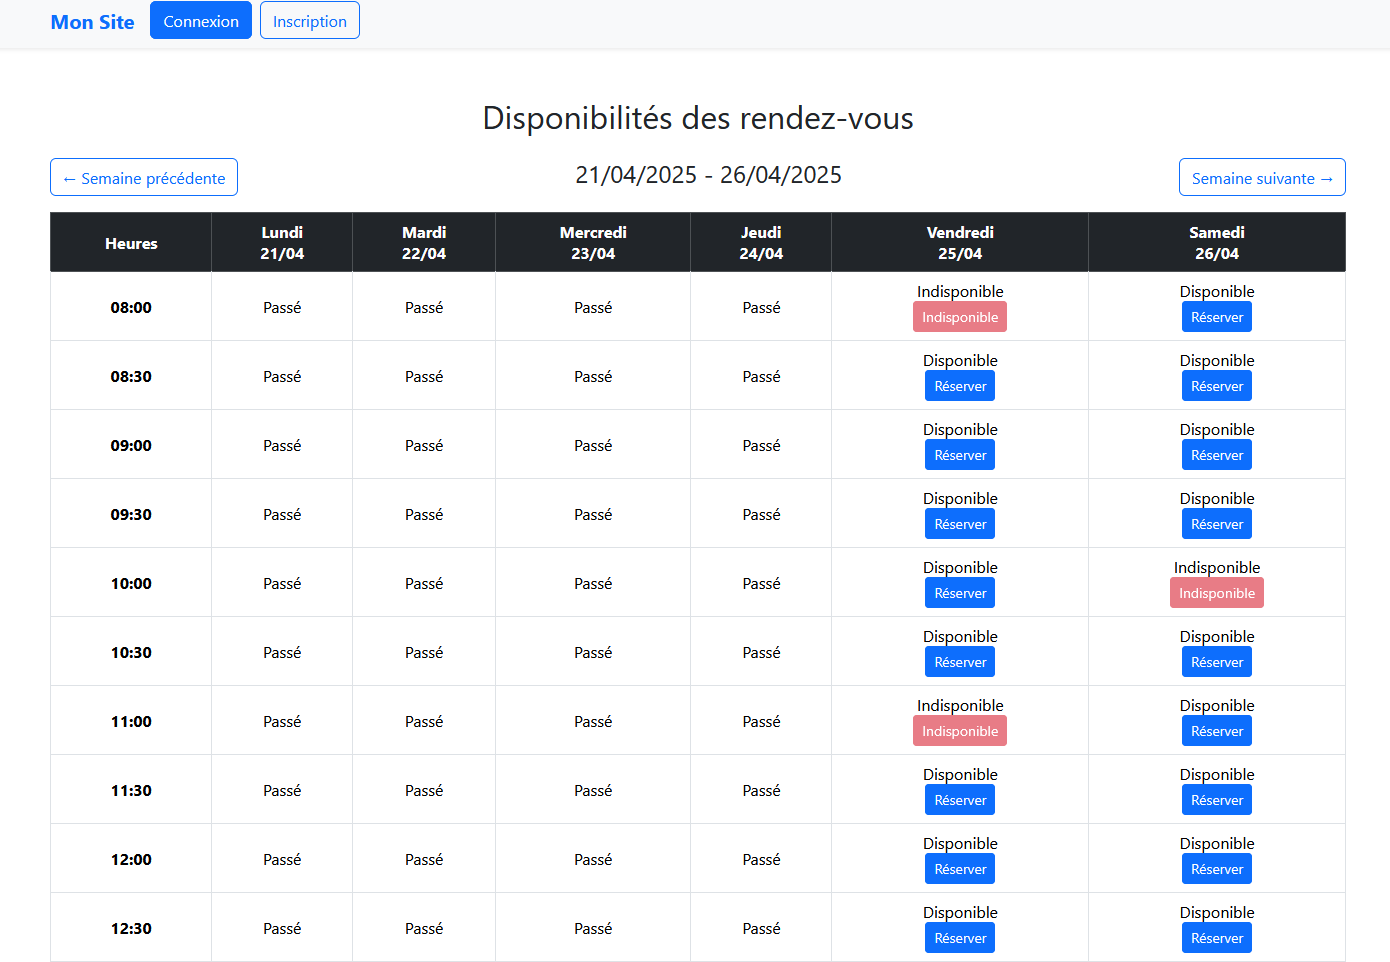 Mon Site Connexion Inscription
Disponibilités des rendez-vous
← Semaine précédente 21/04/2025 - 26/04/2025 Semaine suivante →
Heures Lundi 21/04 Mardi 22/04 Mercredi 23/04 Jeudi 24/04 Vendredi 25/04 Samedi 26/04
08:00 Passé Passé Passé Passé Indisponible Indisponible Disponible Réserver
08:30 Passé Passé Passé Passé Disponible Réserver Disponible Réserver
09:00 Passé Passé Passé Passé Disponible Réserver Disponible Réserver
09:30 Passé Passé Passé Passé Disponible Réserver Disponible Réserver
10:00 Passé Passé Passé Passé Disponible Réserver Indisponible Indisponible
10:30 Passé Passé Passé Passé Disponible Réserver Disponible Réserver
11:00 Passé Passé Passé Passé Indisponible Indisponible Disponible Réserver
11:30 Passé Passé Passé Passé Disponible Réserver Disponible Réserver
12:00 Passé Passé Passé Passé Disponible Réserver Disponible Réserver
12:30 Passé Passé Passé Passé Disponible Réserver Disponible Réserver